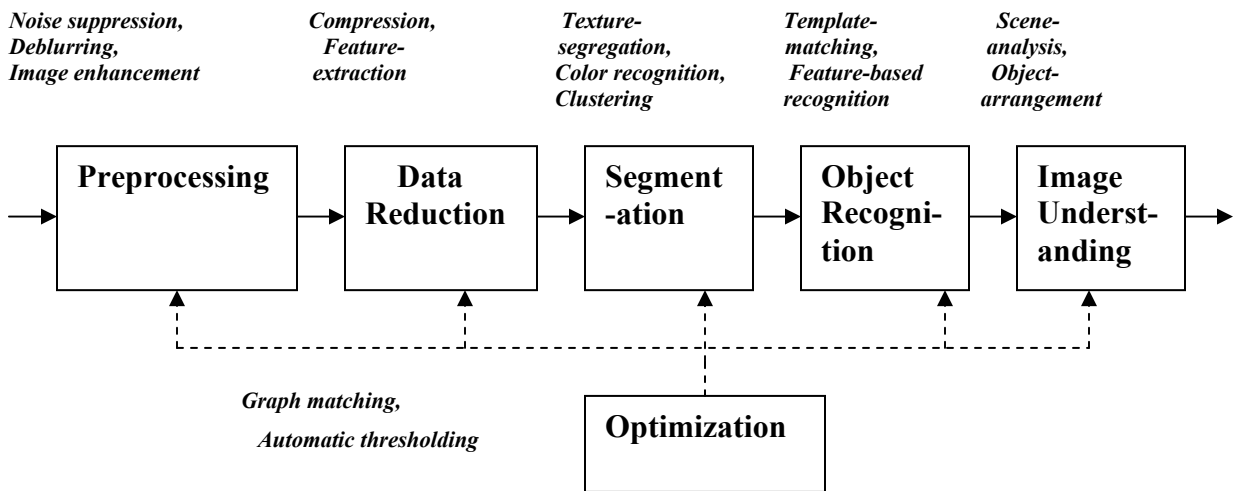 Noise suppression,
Deblurring,
Image enhancement
Compression,
Feature-
extraction
Texture-
segregation,
Color recognition,
Clustering
Template-
matching,
Feature-based
recognition
Scene-
analysis,
Object-
arrangement
Preprocessing
Data
Reduction
Segment
-ation
Object
Recogni-
tion
Image
Underst-
anding
Graph matching,
Automatic thresholding
Optimization